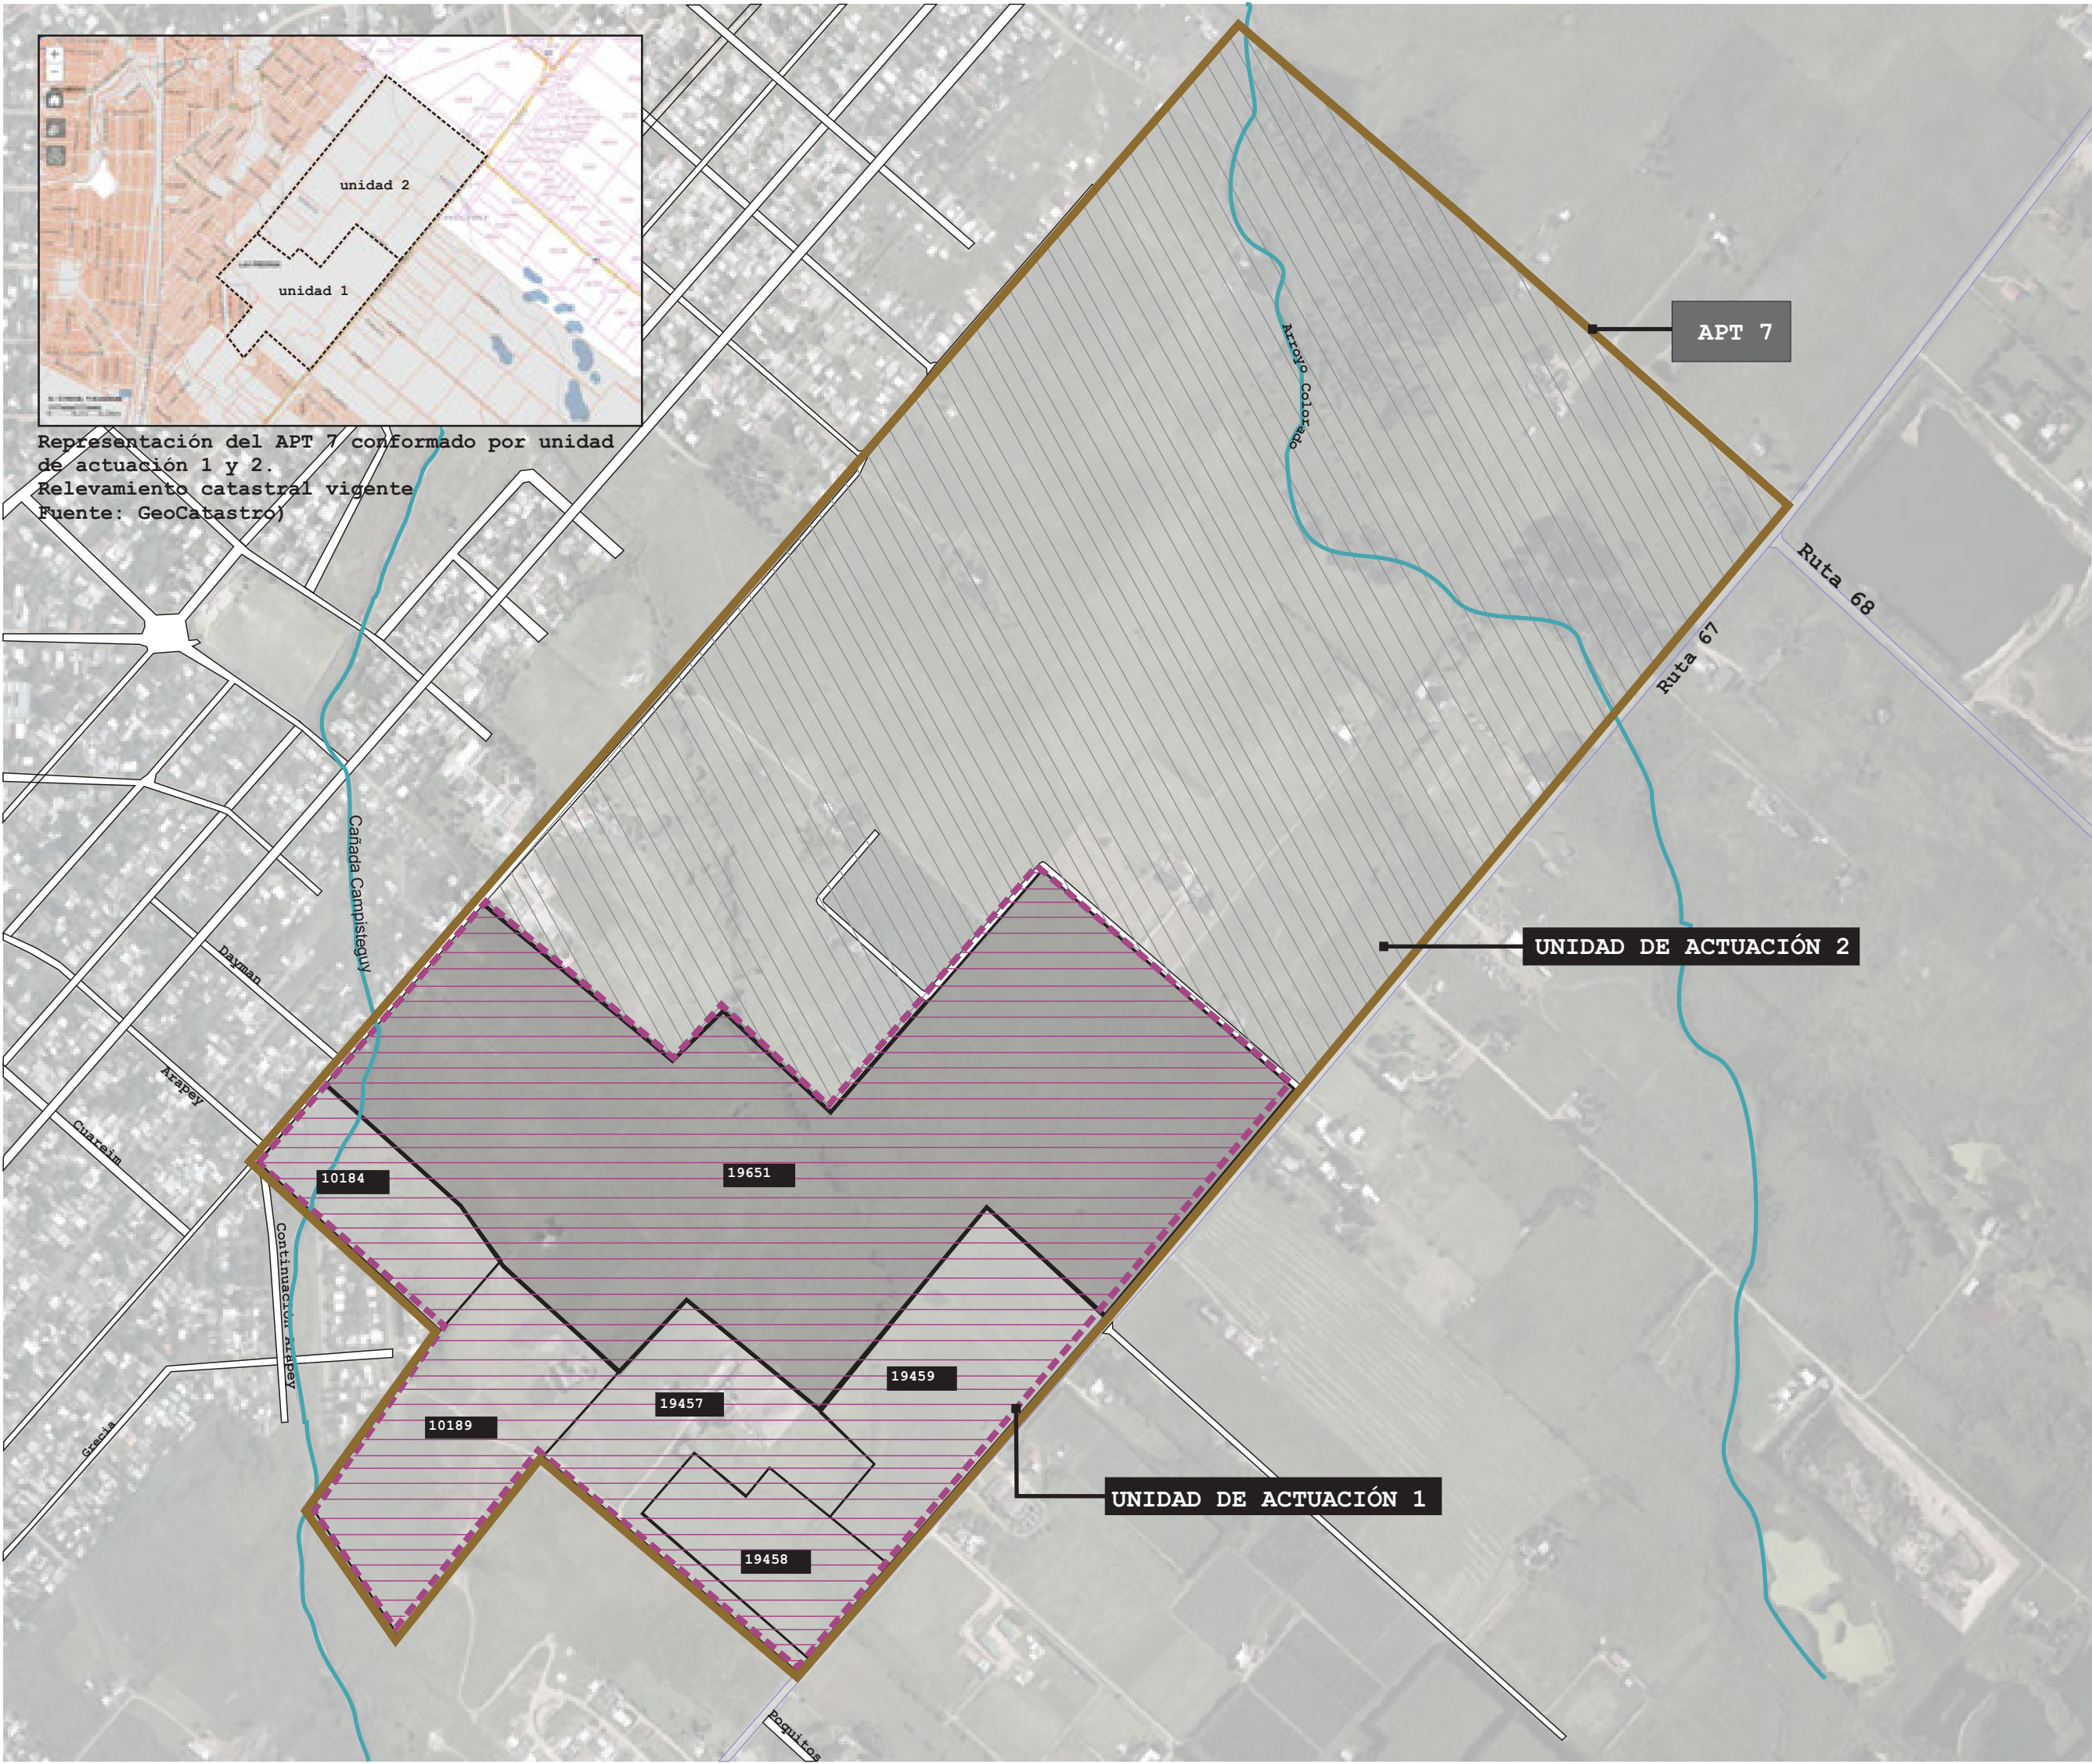 unidad 2
unidad 1
Representación del APT 7 conformado por unidad
de actuación 1 y 2.
Relevamiento catastral vigente
Fuente: GeoCatastro)
Arroyo Colorado
APT 7
Ruta 68
Ruta 67
UNIDAD DE ACTUACIÓN 2
Cañada Campisteguy
Dayman
Arapey
Cuareim
10184
19651
Continuación Arapey
19459
19457
10189
Grecia
UNIDAD DE ACTUACIÓN 1
19458
Poquitos